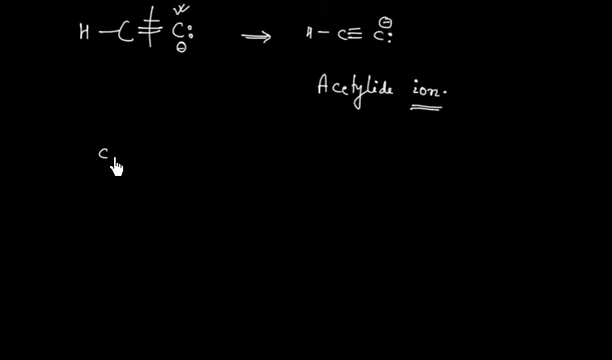 H — C ≡ C: ⊖ ⇒ H – C ≡ C: ⊖
Acetylide ion.
C